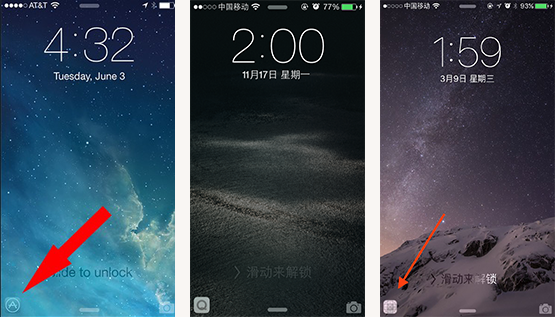 AT&T
4:32
Tuesday, June 3
to unlock
中国移动 77%
2:00
11月17日 星期一
滑动来解锁
中国移动 93%
1:59
3月9日 星期三
滑动来解锁